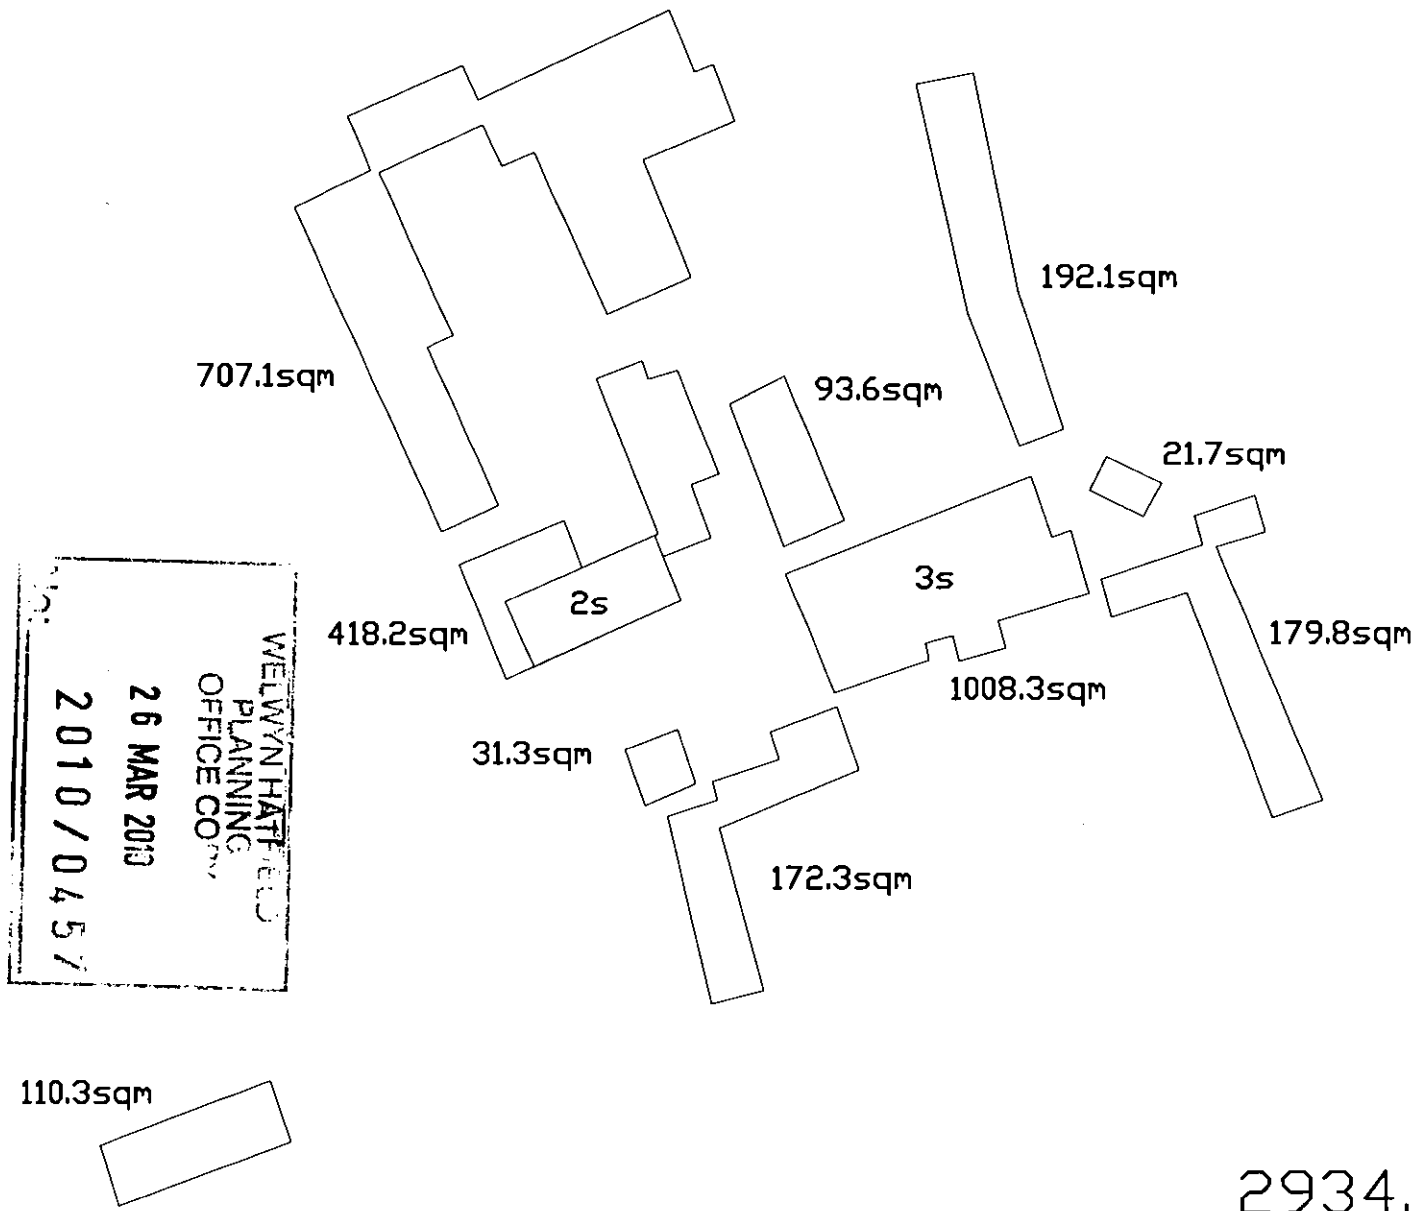 192.1sqm
707.1sqm
93.6sqm
21.7sqm
3s
2s
418.2sqm
179.8sqm
1008.3sqm
31.3sqm
172.3sqm
110.3sqm
2934.
WELWYN HATFIELD
PLANNING
OFFICE COPY
26 MAR 2010
2010/0457